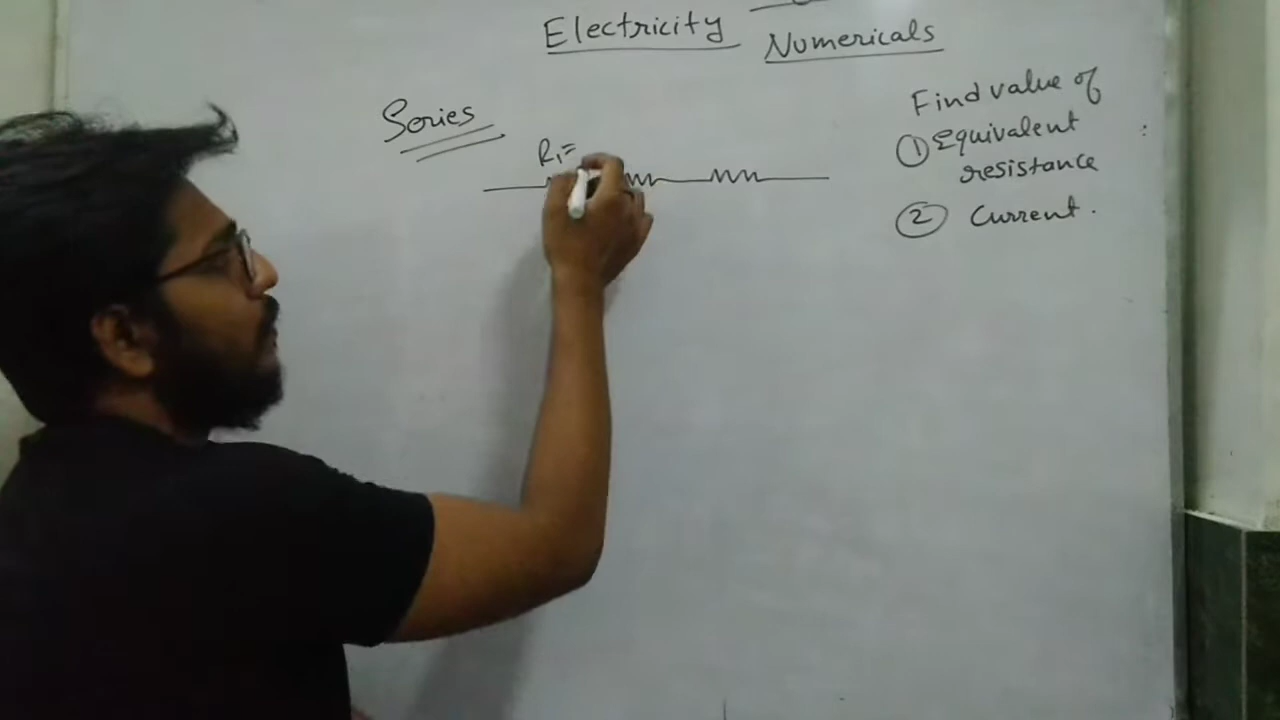 Electricity Numericals
Series
R₁=
Find value of
① Equivalent
resistance
② Current.